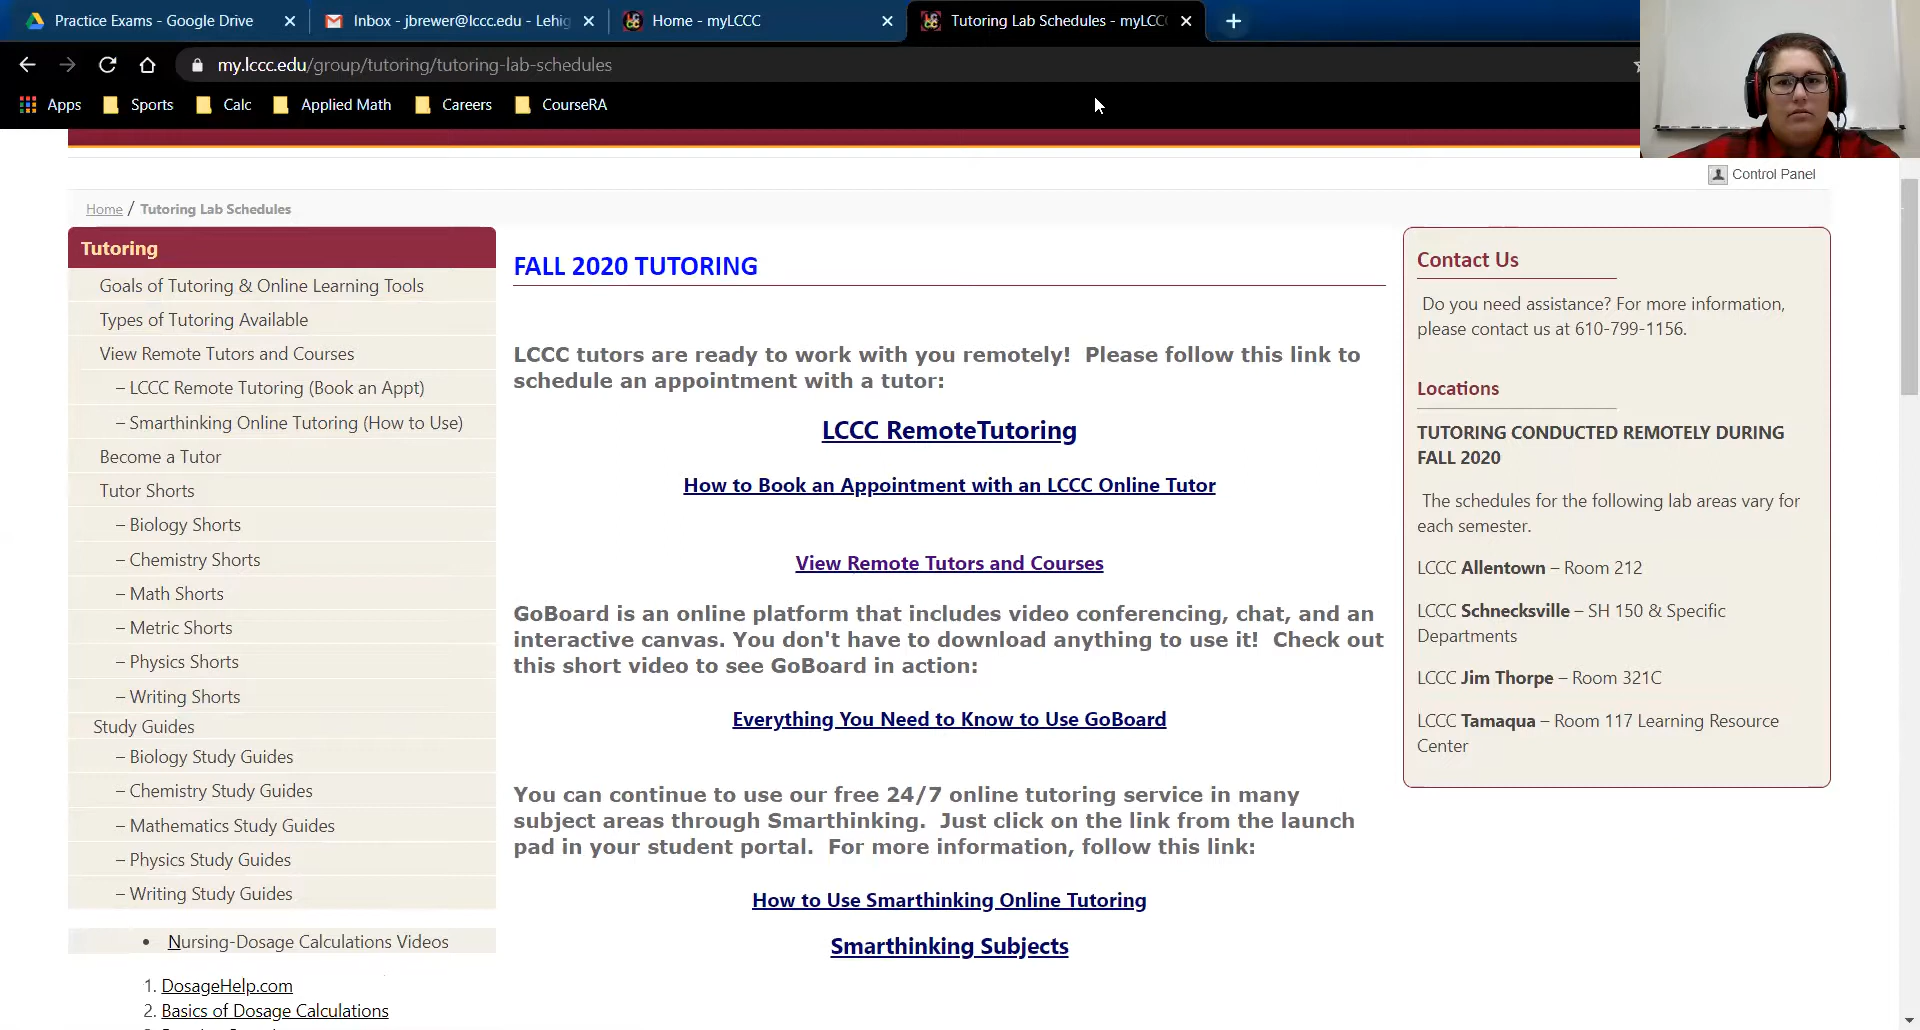 Practice Exams - Google Drive
Inbox - jbrewer@lccc.edu - Lehig
Home - myLCCC
Tutoring Lab Schedules - myLCC
my.lccc.edu/group/tutoring/tutoring-lab-schedules
Apps
Sports
Calc
Applied Math
Careers
CourseRA
Control Panel
Home / Tutoring Lab Schedules
Tutoring
Goals of Tutoring & Online Learning Tools
Types of Tutoring Available
View Remote Tutors and Courses
– LCCC Remote Tutoring (Book an Appt)
– Smarthinking Online Tutoring (How to Use)
Become a Tutor
Tutor Shorts
– Biology Shorts
– Chemistry Shorts
– Math Shorts
– Metric Shorts
– Physics Shorts
– Writing Shorts
Study Guides
– Biology Study Guides
– Chemistry Study Guides
– Mathematics Study Guides
– Physics Study Guides
– Writing Study Guides
• Nursing-Dosage Calculations Videos
1. DosageHelp.com
2. Basics of Dosage Calculations
FALL 2020 TUTORING
LCCC tutors are ready to work with you remotely! Please follow this link to
schedule an appointment with a tutor:
LCCC RemoteTutoring
How to Book an Appointment with an LCCC Online Tutor
View Remote Tutors and Courses
GoBoard is an online platform that includes video conferencing, chat, and an
interactive canvas. You don't have to download anything to use it! Check out
this short video to see GoBoard in action:
Everything You Need to Know to Use GoBoard
You can continue to use our free 24/7 online tutoring service in many
subject areas through Smarthinking. Just click on the link from the launch
pad in your student portal. For more information, follow this link:
How to Use Smarthinking Online Tutoring
Smarthinking Subjects
Contact Us
Do you need assistance? For more information,
please contact us at 610-799-1156.
Locations
TUTORING CONDUCTED REMOTELY DURING
FALL 2020
The schedules for the following lab areas vary for
each semester.
LCCC Allentown – Room 212
LCCC Schnecksville – SH 150 & Specific
Departments
LCCC Jim Thorpe – Room 321C
LCCC Tamaqua – Room 117 Learning Resource
Center